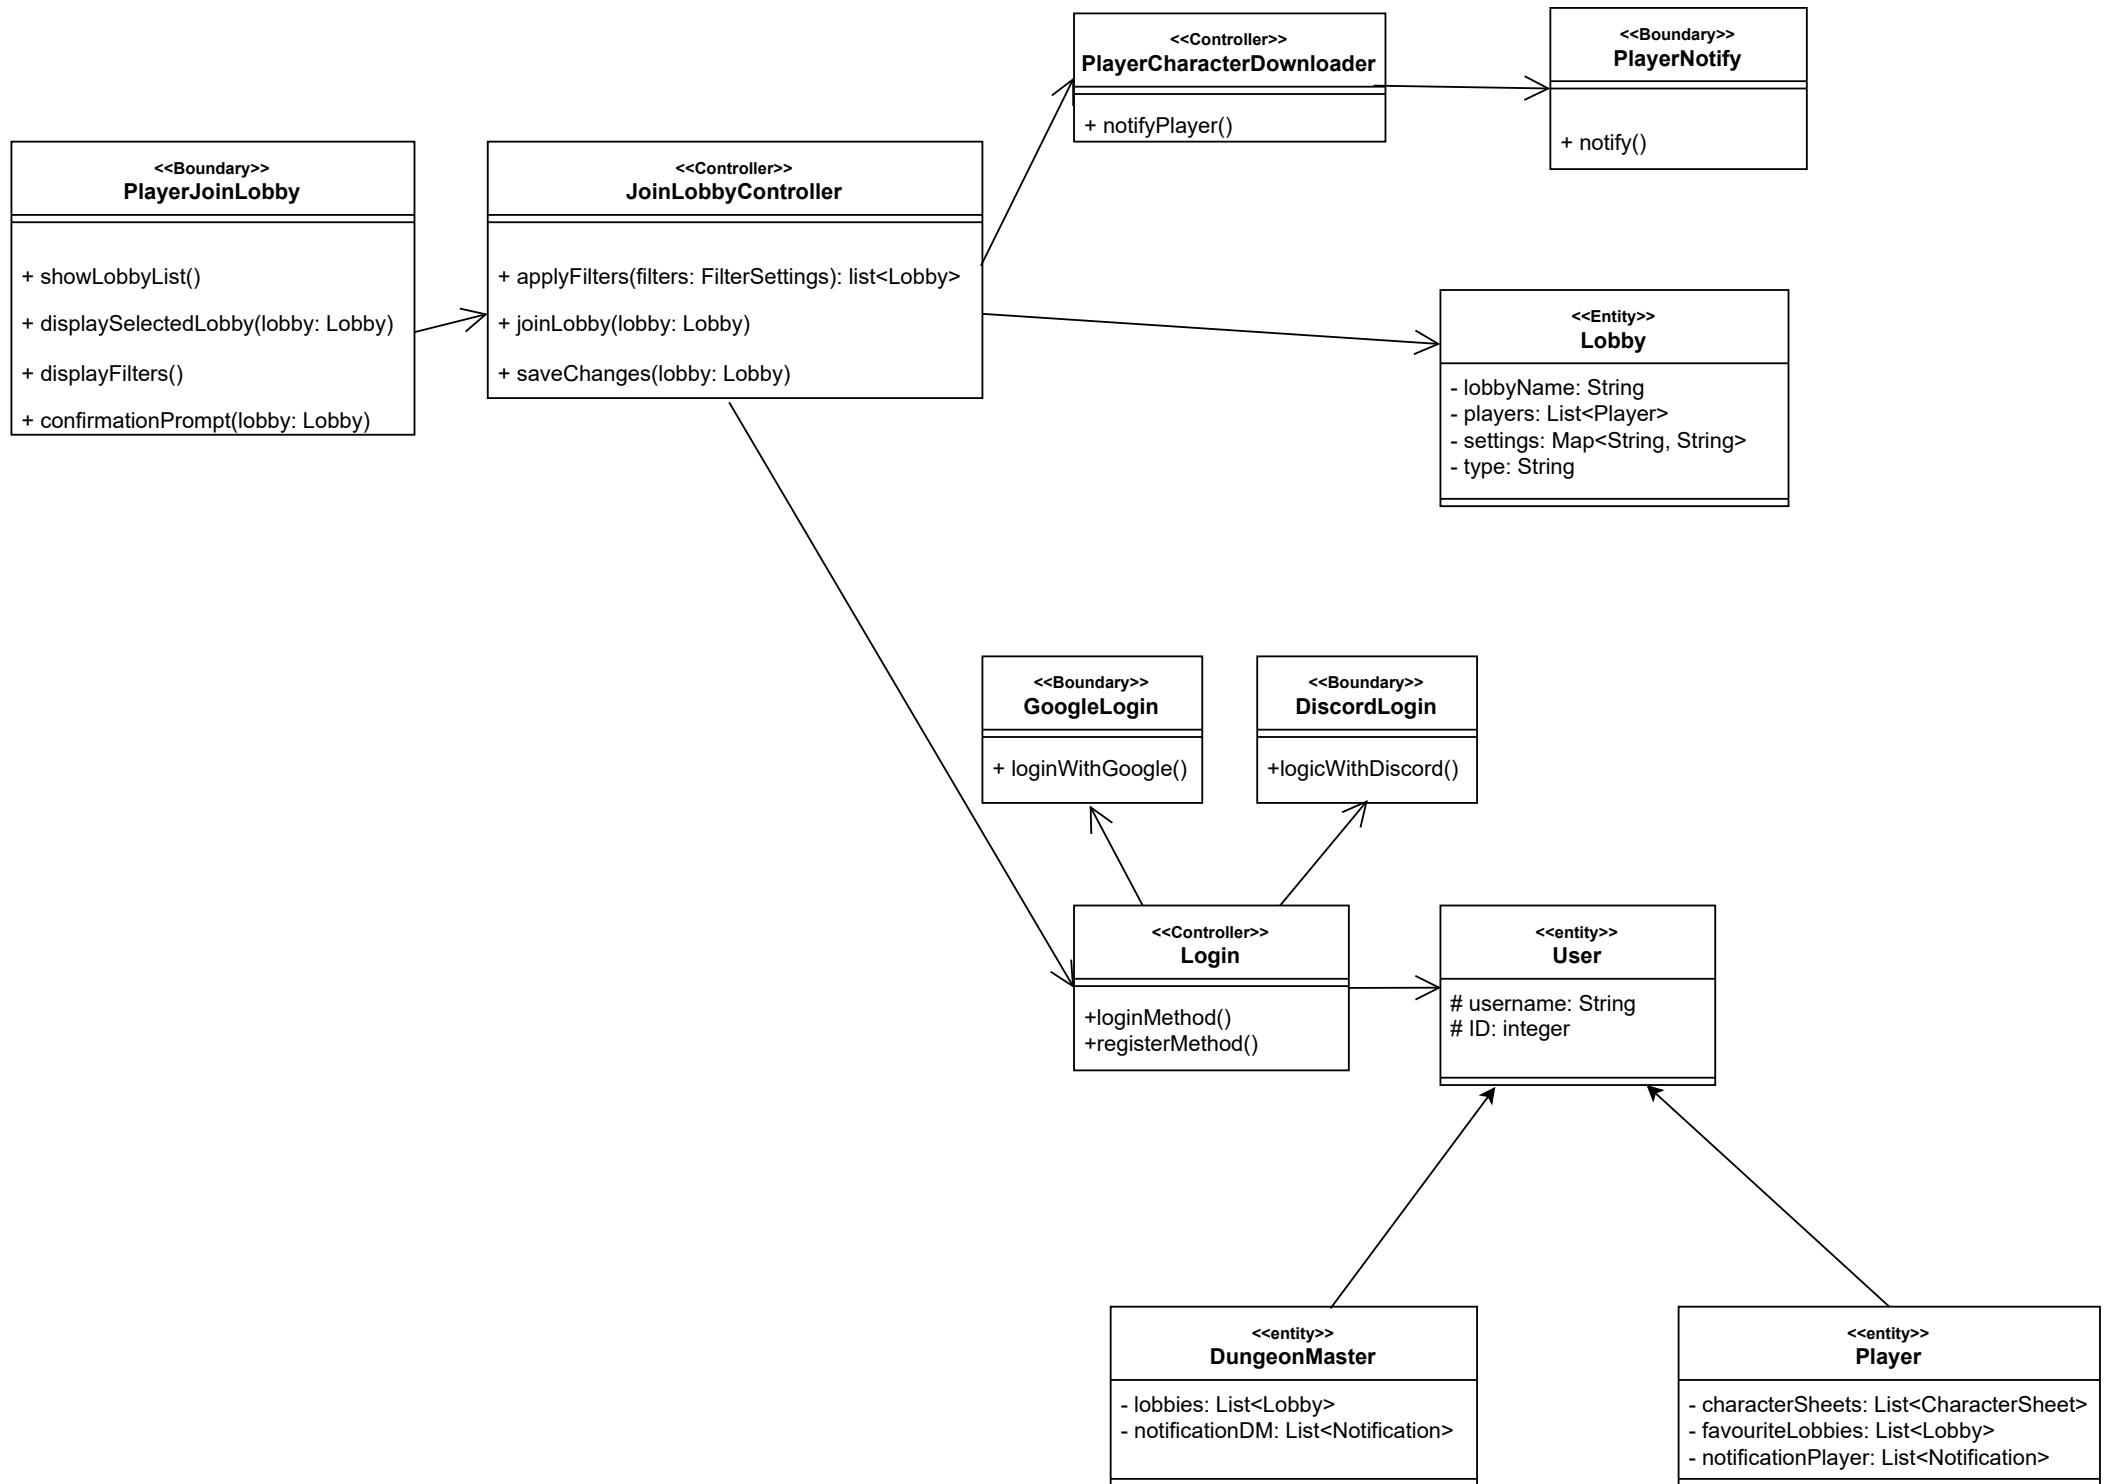 <<Controller>>
PlayerCharacterDownloader
+ notifyPlayer()
<<Boundary>>
PlayerNotify
+ notify()
<<Boundary>>
PlayerJoinLobby
+ showLobbyList()
+ displaySelectedLobby(lobby: Lobby)
+ displayFilters()
+ confirmationPrompt(lobby: Lobby)
<<Controller>>
JoinLobbyController
+ applyFilters(filters: FilterSettings): list<Lobby>
+ joinLobby(lobby: Lobby)
+ saveChanges(lobby: Lobby)
<<Entity>>
Lobby
- lobbyName: String
- players: List<Player>
- settings: Map<String, String>
- type: String
<<Boundary>>
GoogleLogin
+ loginWithGoogle()
<<Boundary>>
DiscordLogin
+logicWithDiscord()
<<Controller>>
Login
+loginMethod()
+registerMethod()
<<entity>>
User
# username: String
# ID: integer
<<entity>>
DungeonMaster
- lobbies: List<Lobby>
- notificationDM: List<Notification>
<<entity>>
Player
- characterSheets: List<CharacterSheet>
- favouriteLobbies: List<Lobby>
- notificationPlayer: List<Notification>